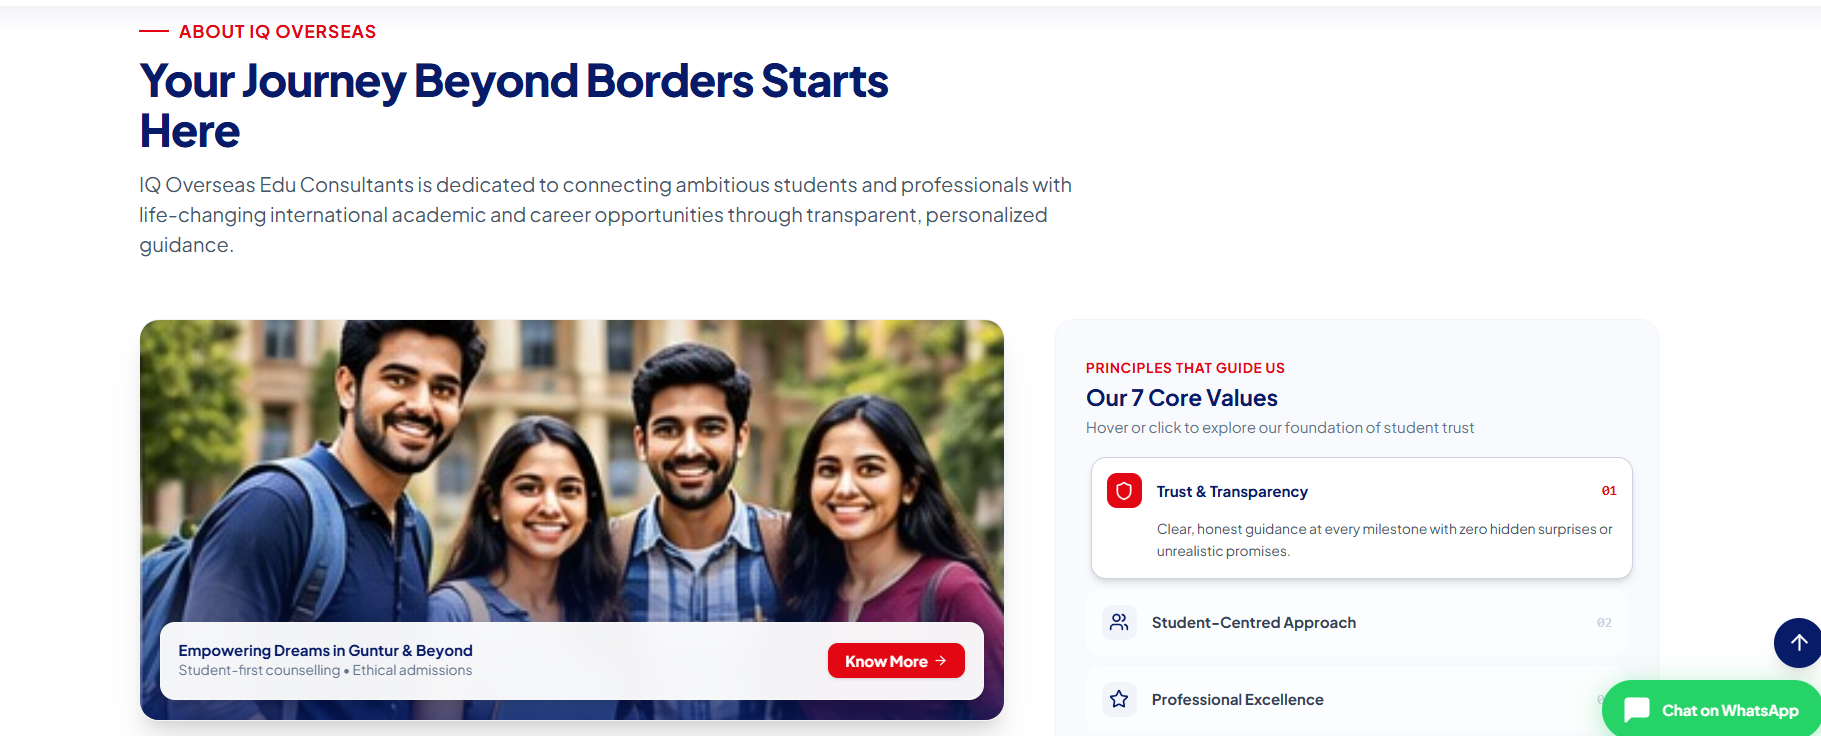 ABOUT IQ OVERSEAS
Your Journey Beyond Borders Starts
Here
IQ Overseas Edu Consultants is dedicated to connecting ambitious students and professionals with
life-changing international academic and career opportunities through transparent, personalized
guidance.
Empowering Dreams in Guntur & Beyond
Student-first counselling • Ethical admissions
Know More →
PRINCIPLES THAT GUIDE US
Our 7 Core Values
Hover or click to explore our foundation of student trust
Trust & Transparency 01
Clear, honest guidance at every milestone with zero hidden surprises or
unrealistic promises.
Student-Centred Approach 02
Professional Excellence
Chat on WhatsApp